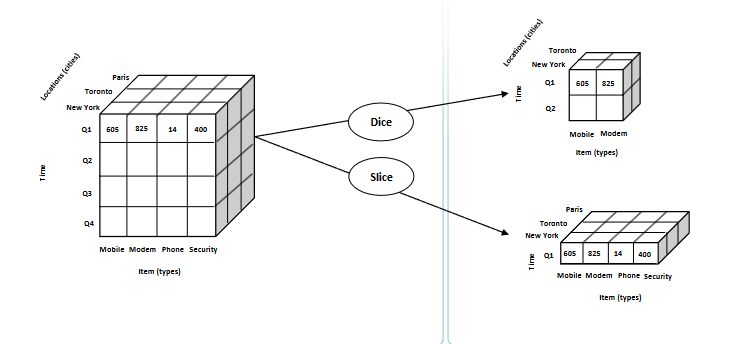 Locations (cities)
Paris
Toronto
New York
Q1 605 825 14 400
Q2
Q3
Q4
Time
Mobile Modem Phone Security
Item (types)
Dice
Slice
Locations (cities)
Toronto
New York
Q1 605 825
Q2
Time
Mobile Modem
Item (types)
Paris
Toronto
New York
Q1 605 825 14 400
Time
Mobile Modem Phone Security
Item (types)